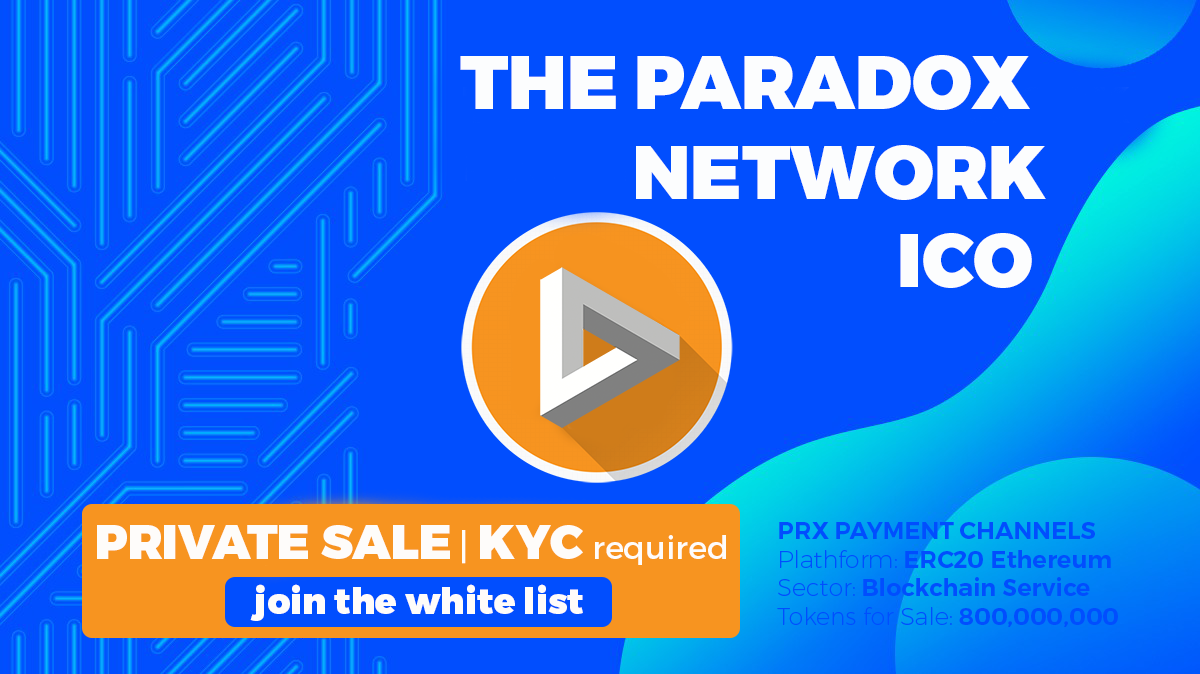 THE PARADOX
NETWORK
ICO
PRIVATE SALE | KYC required
join the white list
PRX PAYMENT CHANNELS
Plathform: ERC20 Ethereum
Sector: Blockchain Service
Tokens for Sale: 800,000,000